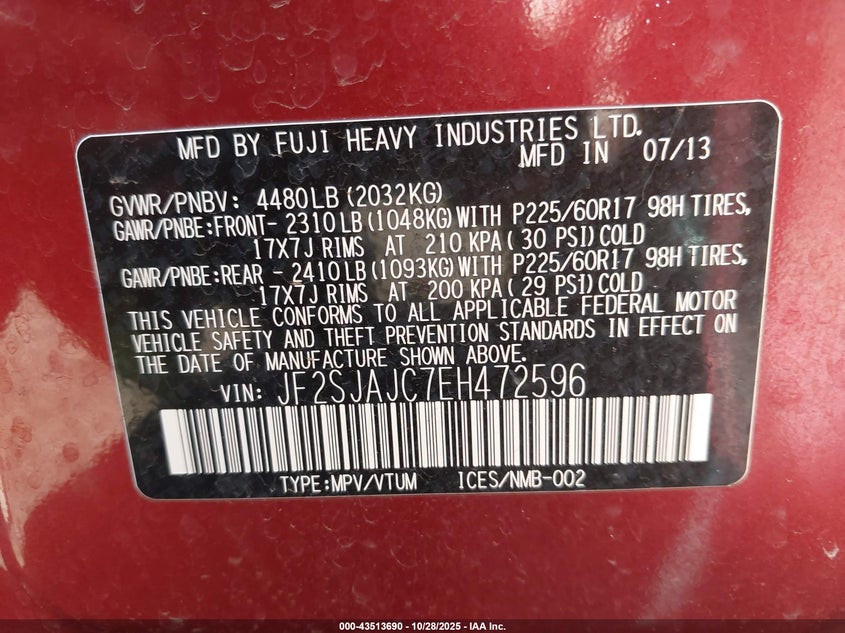 MFD BY FUJI HEAVY INDUSTRIES LTD.
MFD IN 07/13
GVWR/PNBV: 4480LB (2032KG)
GAWR/PNBE:FRONT- 2310LB (1048KG) WITH P225/60R17 98H TIRES,
17X7J RIMS AT 210 KPA ( 30 PSI) COLD
GAWR/PNBE:REAR - 2410LB (1093KG) WITH P225/60R17 98H TIRES,
17X7J RIMS AT 200 KPA ( 29 PSI) COLD
THIS VEHICLE CONFORMS TO ALL APPLICABLE FEDERAL MOTOR
VEHICLE SAFETY AND THEFT PREVENTION STANDARDS IN EFFECT ON
THE DATE OF MANUFACTURE SHOWN ABOVE.
VIN: JF2SJAJC7EH472596
TYPE:MPV/VTUM ICES/NMB-002
000-43513690 - 10/28/2025 - IAA Inc.